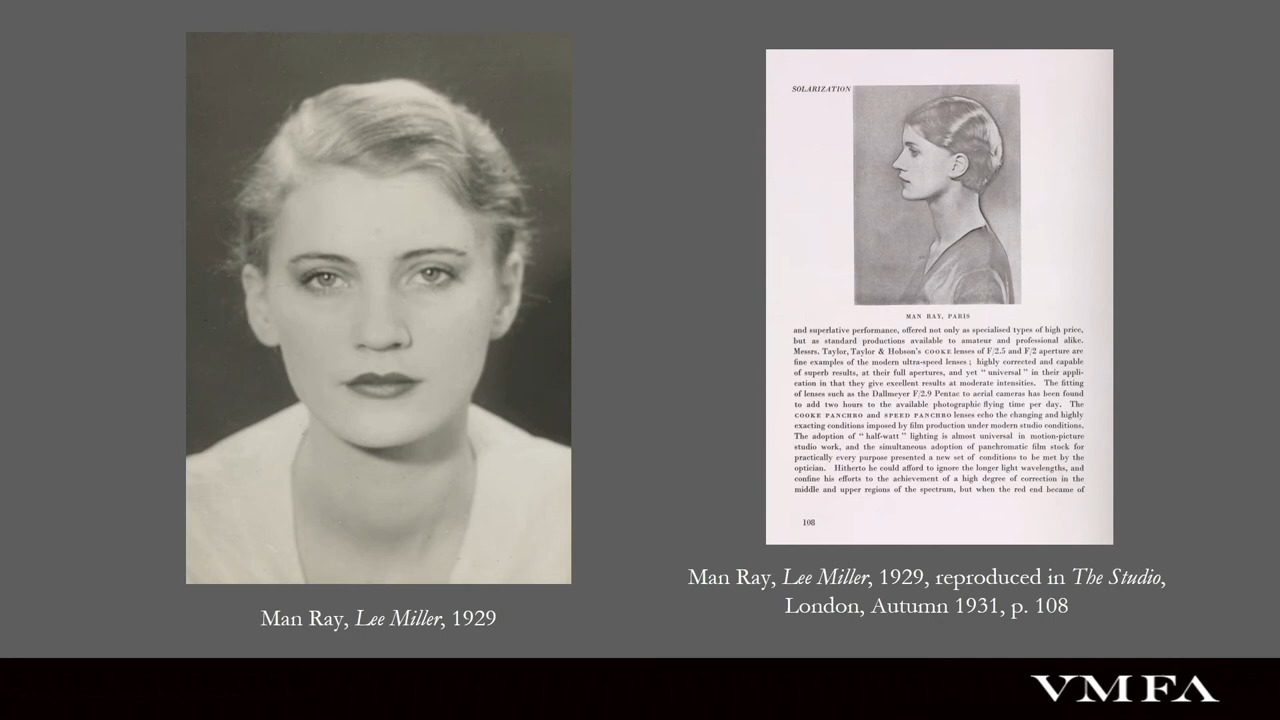 Man Ray, Lee Miller, 1929
SOLARIZATION
MAN RAY, PARIS
and superlative performance, offered not only as specialised types of high price,
but as standard productions available to amateur and professional alike.
Messrs. Taylor, Taylor & Hobson's COOKE lenses of F/2.5 and F/2 aperture are
fine examples of the modern ultra-speed lenses ; highly corrected and capable
of superb results, at their full apertures, and yet " universal " in their appli-
cation in that they give excellent results at moderate intensities. The fitting
of lenses such as the Dallmeyer F/2.9 Pentac to aerial cameras has been found
to add two hours to the available photographic flying time per day. The
COOKE PANCHRO and SPEED PANCHRO lenses echo the changing and highly
exacting conditions imposed by film production under modern studio conditions.
The adoption of " half-watt " lighting is almost universal in motion-picture
studio work, and the simultaneous adoption of panchromatic film stock for
practically every purpose presented a new set of conditions to be met by the
optician. Hitherto he could afford to ignore the longer light wavelengths, and
confine his efforts to the achievement of a high degree of correction in the
middle and upper regions of the spectrum, but when the red end became of
108
Man Ray, Lee Miller, 1929, reproduced in The Studio,
London, Autumn 1931, p. 108
VMFA